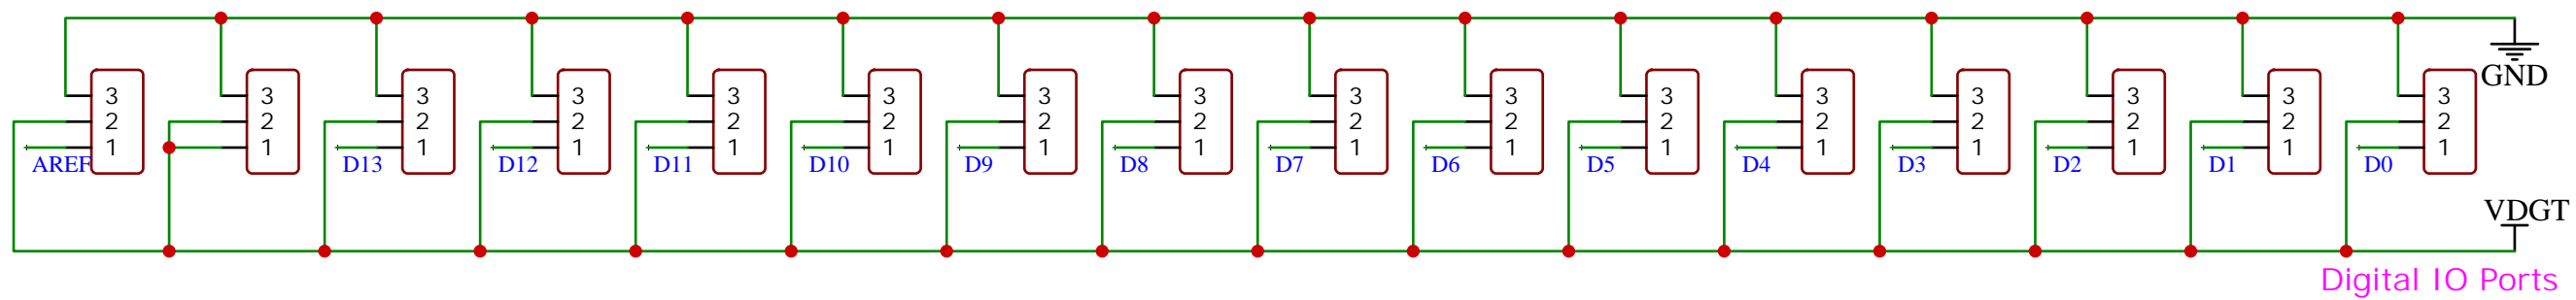 3 3 3 3 3 3 3 3 3 3 3 3 3 3 3 3 GND
2 2 2 2 2 2 2 2 2 2 2 2 2 2 2 2
1 1 1 1 1 1 1 1 1 1 1 1 1 1 1 1
AREF D13 D12 D11 D10 D9 D8 D7 D6 D5 D4 D3 D2 D1 D0
VDGT
Digital IO Ports